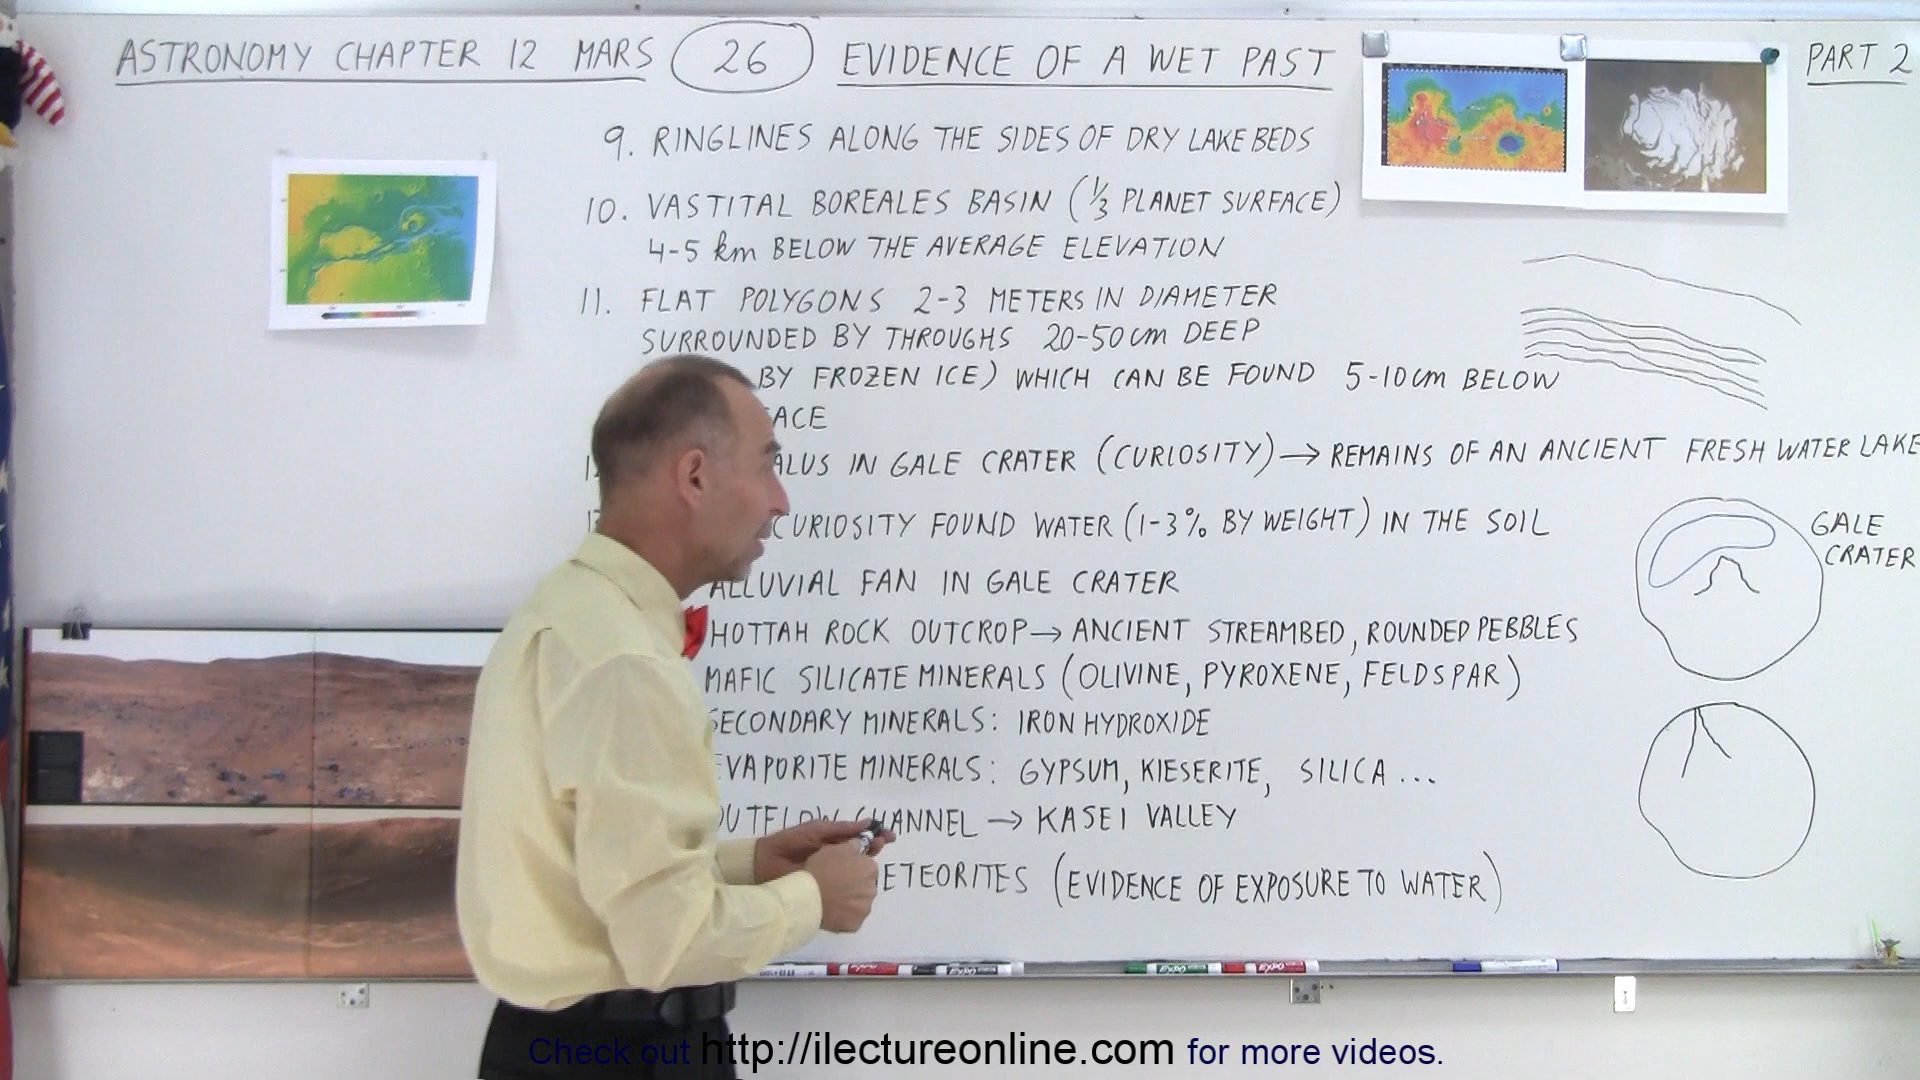 ASTRONOMY CHAPTER 12 MARS 26 EVIDENCE OF A WET PAST PART 2
9. RINGLINES ALONG THE SIDES OF DRY LAKE BEDS
10. VASTITAL BOREALES BASIN (1/3 PLANET SURFACE)
4-5 km BELOW THE AVERAGE ELEVATION
11. FLAT POLYGONS 2-3 METERS IN DIAMETER
SURROUNDED BY THROUGHS 20-50cm DEEP
BY FROZEN ICE) WHICH CAN BE FOUND 5-10cm BELOW
ACE
ALUS IN GALE CRATER (CURIOSITY) → REMAINS OF AN ANCIENT FRESH WATER LAKE
CURIOSITY FOUND WATER (1-3% BY WEIGHT) IN THE SOIL
GALE
CRATER
ALLUVIAL FAN IN GALE CRATER
HOTTAH ROCK OUTCROP → ANCIENT STREAMBED, ROUNDED PEBBLES
MAFIC SILICATE MINERALS (OLIVINE, PYROXENE, FELDSPAR)
SECONDARY MINERALS: IRON HYDROXIDE
EVAPORITE MINERALS: GYPSUM, KIESERITE, SILICA ...
OUTFLOW CHANNEL → KASEI VALLEY
ETEORITES (EVIDENCE OF EXPOSURE TO WATER)
Check out http://ilectureonline.com for more videos.